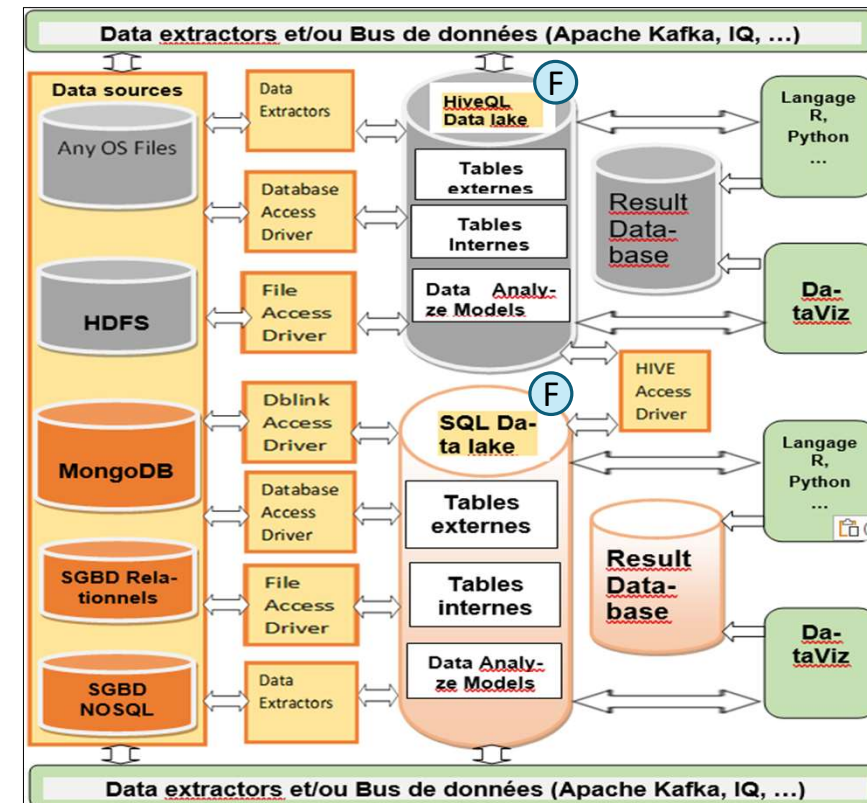 Data extractors et/ou Bus de données (Apache Kafka, IQ, …)
Data sources
Any OS Files
HDFS
MongoDB
SGBD Rela-
tionnels
SGBD
NOSQL
Data
Extractors
Database
Access
Driver
File
Access
Driver
Dblink
Access
Driver
Database
Access
Driver
File
Access
Driver
Data
Extractors
F
HiveQL
Data lake
Tables
externes
Tables
Internes
Data Analy-
ze Models
F
SQL Da-
ta lake
Tables
externes
Tables
internes
Data Analy-
ze Models
Langage
R,
Python
...
Result
Data-
base
Da-
taViz
HIVE
Access
Driver
Langage
R,
Python
...
Result
Data-
base
Da-
taViz
Data extractors et/ou Bus de données (Apache Kafka, IQ, …)